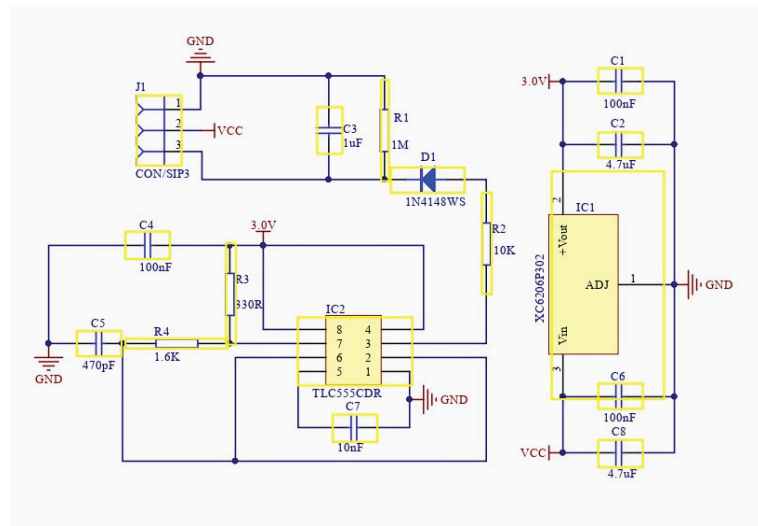 GND
J1
1
2
VCC
3
CON/SIP3
C3
1uF
R1
1M
D1
1N4148WS
R2
10K
C4
100nF
3.0V
R3
330R
C5
470pF
GND
R4
1.6K
IC2
8 4
7 3
6 2
5 1
TLC555CDR
GND
C7
10nF
3.0V
C1
100nF
C2
4.7uF
2
IC1
+Vout
XC6206P302
ADJ
1
GND
Vin
3
C6
100nF
C8
VCC
4.7uF